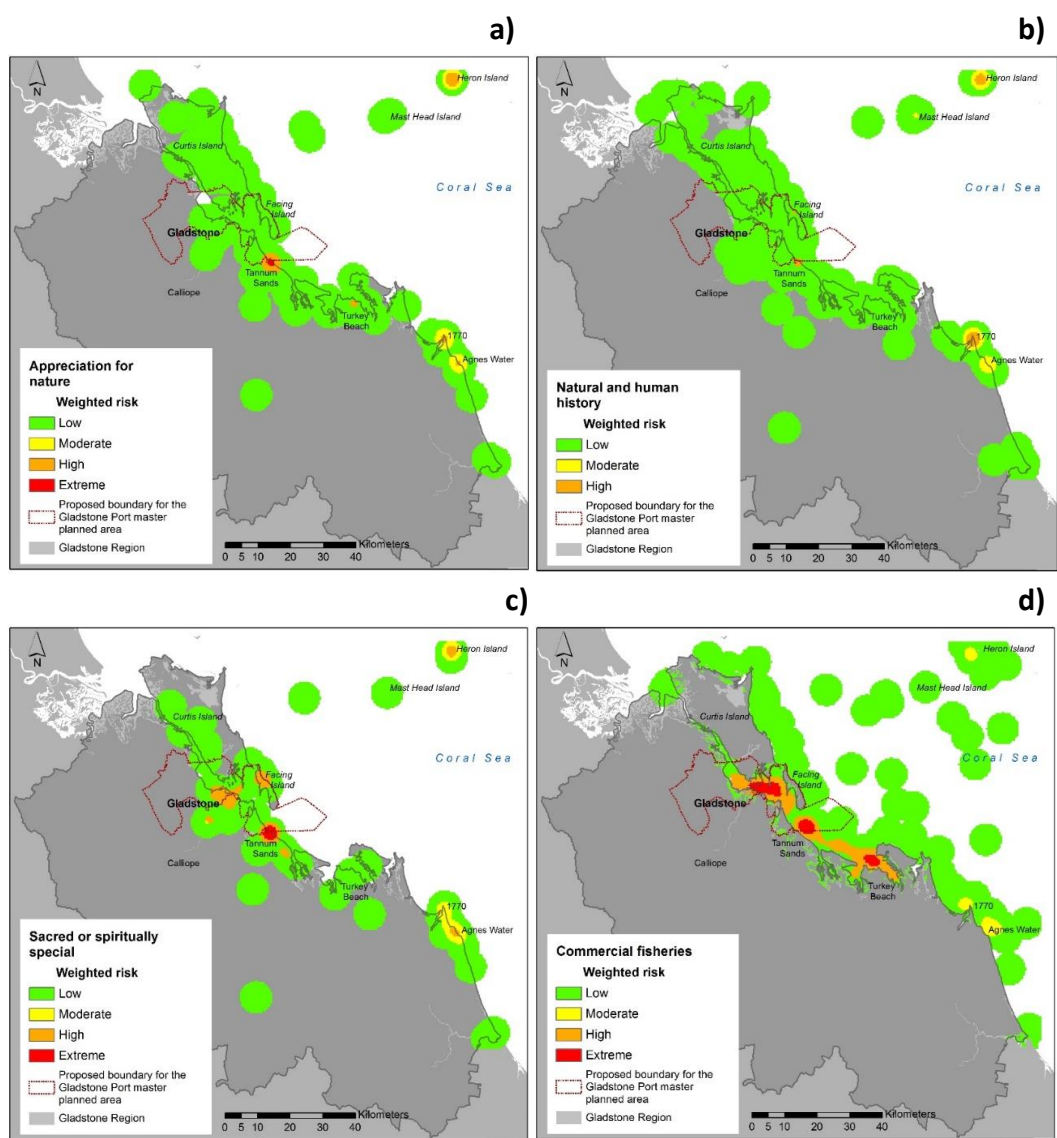 a)
N
Heron Island
Mast Head Island
Curtis Island
Coral Sea
Facing
Island
Gladstone
Tannum
Sands
Calliope
Turkey
Beach
1770
Agnes Water
Appreciation for
nature
Weighted risk
Low
Moderate
High
Extreme
Proposed boundary for the
Gladstone Port master
planned area
Gladstone Region
Kilometers
0 5 10 20 30 40
b)
N
Heron Island
Mast Head Island
Curtis Island
Coral Sea
Facing
Island
Gladstone
Tannum
Sands
Calliope
Turkey
Beach
1770
Agnes Water
Natural and human
history
Weighted risk
Low
Moderate
High
Proposed boundary for the
Gladstone Port master
planned area
Gladstone Region
Kilometers
0 5 10 20 30 40
c)
N
Heron Island
Mast Head Island
Curtis Island
Coral Sea
Facing
Island
Gladstone
Tannum
Sands
Calliope
Turkey
Beach
1770
Agnes Water
Sacred or spiritually
special
Weighted risk
Low
Moderate
High
Extreme
Proposed boundary for the
Gladstone Port master
planned area
Gladstone Region
Kilometers
0 5 10 20 30 40
d)
N
Heron Island
Mast Head Island
Curtis Island
Coral Sea
Facing
Island
Gladstone
Tannum
Sands
Calliope
Turkey
Beach
1770
Agnes Water
Commercial fisheries
Weighted risk
Low
Moderate
High
Extreme
Proposed boundary for the
Gladstone Port master
planned area
Gladstone Region
Kilometers
0 5 10 20 30 40